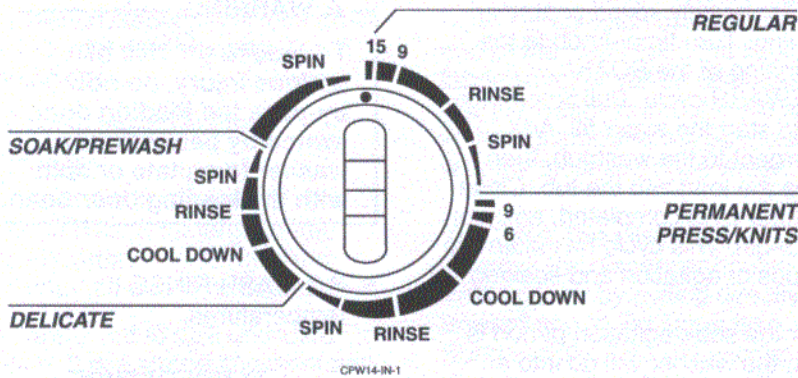 REGULAR
15 9
RINSE
SPIN
PERMANENT
PRESS/KNITS
9
6
COOL DOWN
RINSE
SPIN
DELICATE
COOL DOWN
RINSE
SPIN
SOAK/PREWASH
SPIN
CPW14-IN-1